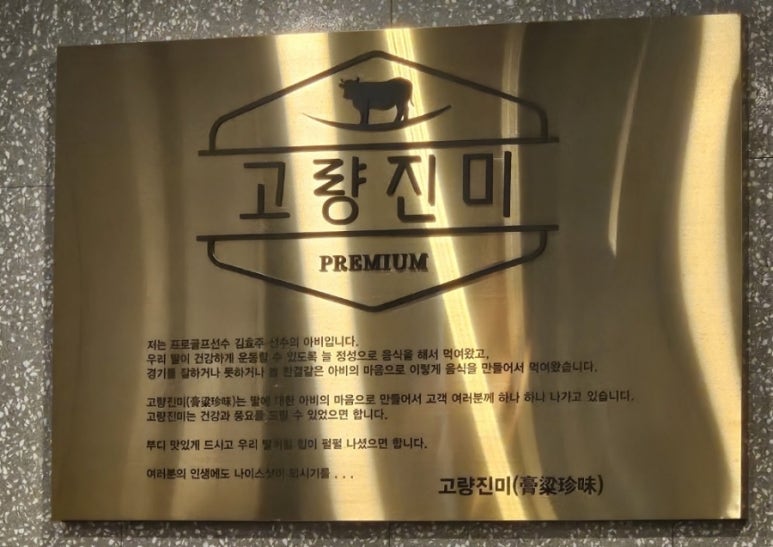 고량진미
PREMIUM
저는 프로골프선수 김효주 선수의 아비입니다.
우리 딸이 건강하게 운동할 수 있도록 늘 정성으로 음식을 해서 먹여왔고,
경기를 잘하거나 못하거나 늘 한결같은 아비의 마음으로 이렇게 음식을 만들어서 먹여왔습니다.
고량진미(膏粱珍味)는 딸에 대한 아비의 마음으로 만들어서 고객 여러분께 하나 하나 나가고 있습니다.
고량진미는 건강과 풍요를 드릴 수 있었으면 합니다.
부디 맛있게 드시고 우리 딸처럼 힘이 펄펄 나셨으면 합니다.
여러분의 인생에도 나이스샷이 되시기를 . . .
고량진미(膏粱珍味)